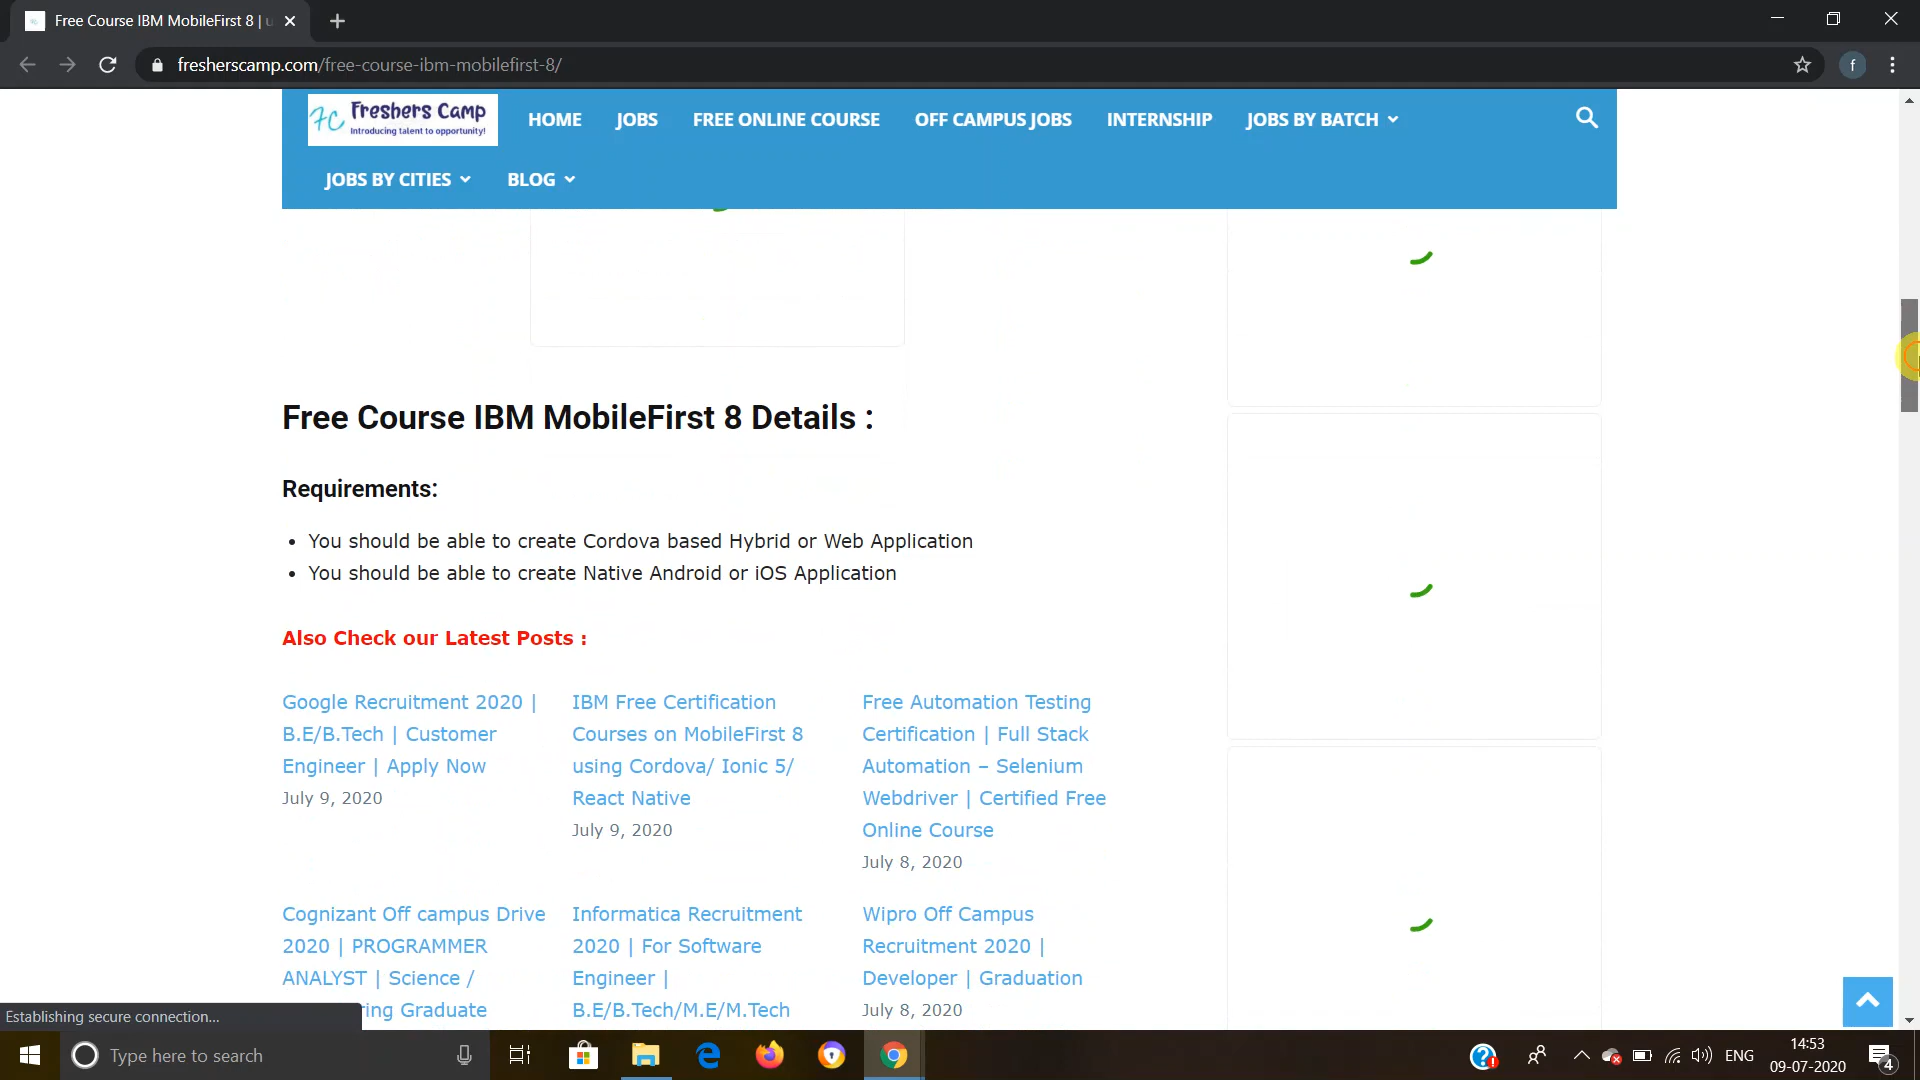 Free Course IBM MobileFirst 8 | u
fresherscamp.com/free-course-ibm-mobilefirst-8/
f
FC Freshers Camp
Introducing talent to opportunity!
HOME JOBS FREE ONLINE COURSE OFF CAMPUS JOBS INTERNSHIP JOBS BY BATCH
JOBS BY CITIES BLOG
Free Course IBM MobileFirst 8 Details :
Requirements:
• You should be able to create Cordova based Hybrid or Web Application
• You should be able to create Native Android or iOS Application
Also Check our Latest Posts :
Google Recruitment 2020 |
B.E/B.Tech | Customer
Engineer | Apply Now
July 9, 2020
IBM Free Certification
Courses on MobileFirst 8
using Cordova/ Ionic 5/
React Native
July 9, 2020
Free Automation Testing
Certification | Full Stack
Automation – Selenium
Webdriver | Certified Free
Online Course
July 8, 2020
Cognizant Off campus Drive
2020 | PROGRAMMER
ANALYST | Science /
ring Graduate
Informatica Recruitment
2020 | For Software
Engineer |
B.E/B.Tech/M.E/M.Tech
Wipro Off Campus
Recruitment 2020 |
Developer | Graduation
July 8, 2020
Establishing secure connection...
Type here to search
ENG
14:53
09-07-2020
4